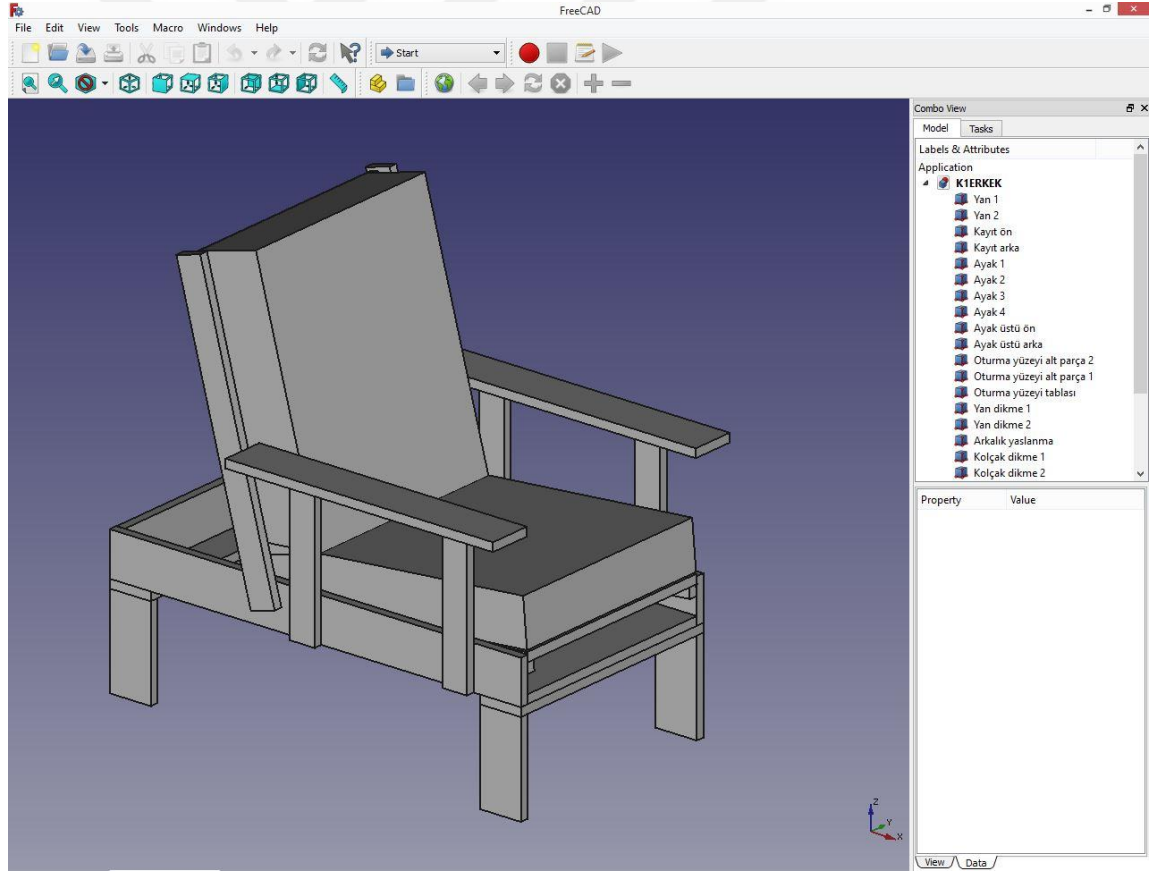 FreeCAD
File Edit View Tools Macro Windows Help
Start
Combo View
Model Tasks
Labels & Attributes
Application
K1ERKEK
Yan 1
Yan 2
Kayıt ön
Kayıt arka
Ayak 1
Ayak 2
Ayak 3
Ayak 4
Ayak üstü ön
Ayak üstü arka
Oturma yüzeyi alt parça 2
Oturma yüzeyi alt parça 1
Oturma yüzeyi tablası
Yan dikme 1
Yan dikme 2
Arkalık yaslanma
Kolçak dikme 1
Kolçak dikme 2
Property Value
Z
Y
X
View Data